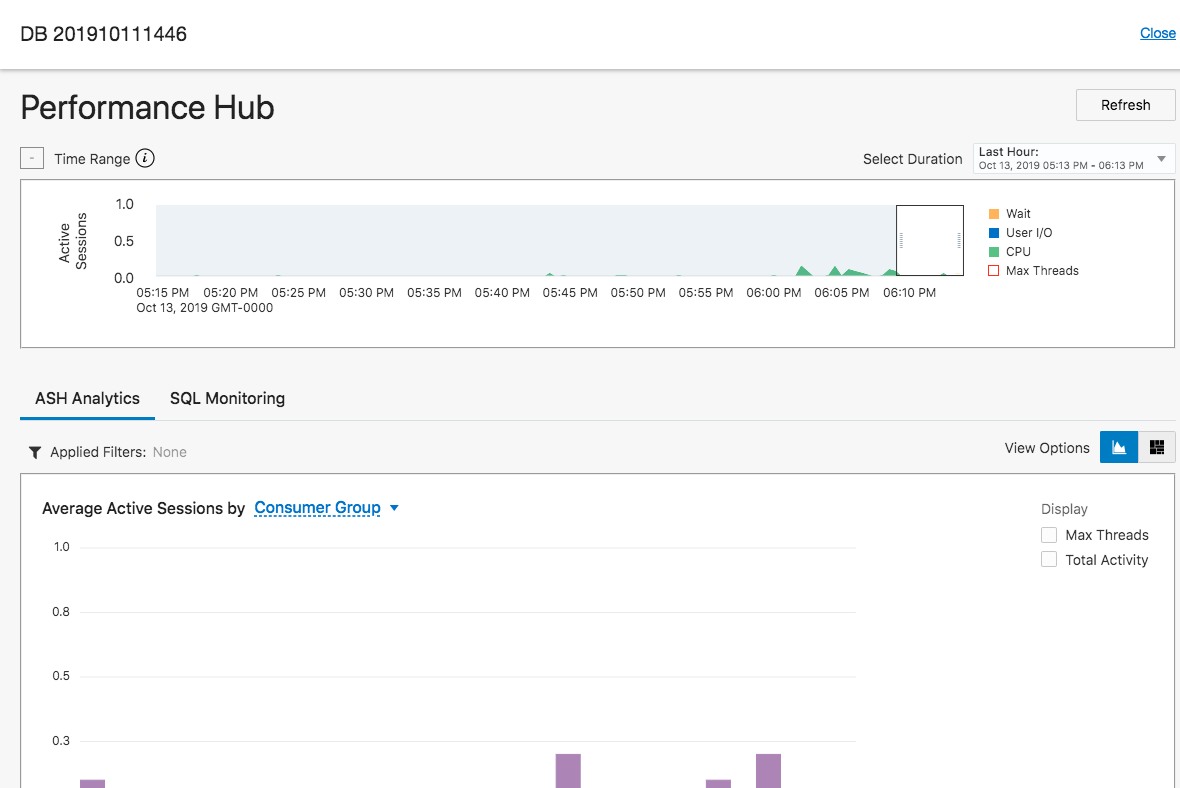 DB 201910111446
Close
Performance Hub
Refresh
- Time Range i
Select Duration
Last Hour:
Oct 13, 2019 05:13 PM - 06:13 PM
Active
Sessions
1.0
0.5
0.0
05:15 PM 05:20 PM 05:25 PM 05:30 PM 05:35 PM 05:40 PM 05:45 PM 05:50 PM 05:55 PM 06:00 PM 06:05 PM 06:10 PM
Oct 13, 2019 GMT-0000
Wait
User I/O
CPU
Max Threads
ASH Analytics SQL Monitoring
Applied Filters: None
View Options
Average Active Sessions by Consumer Group
Display
Max Threads
Total Activity
1.0
0.8
0.5
0.3